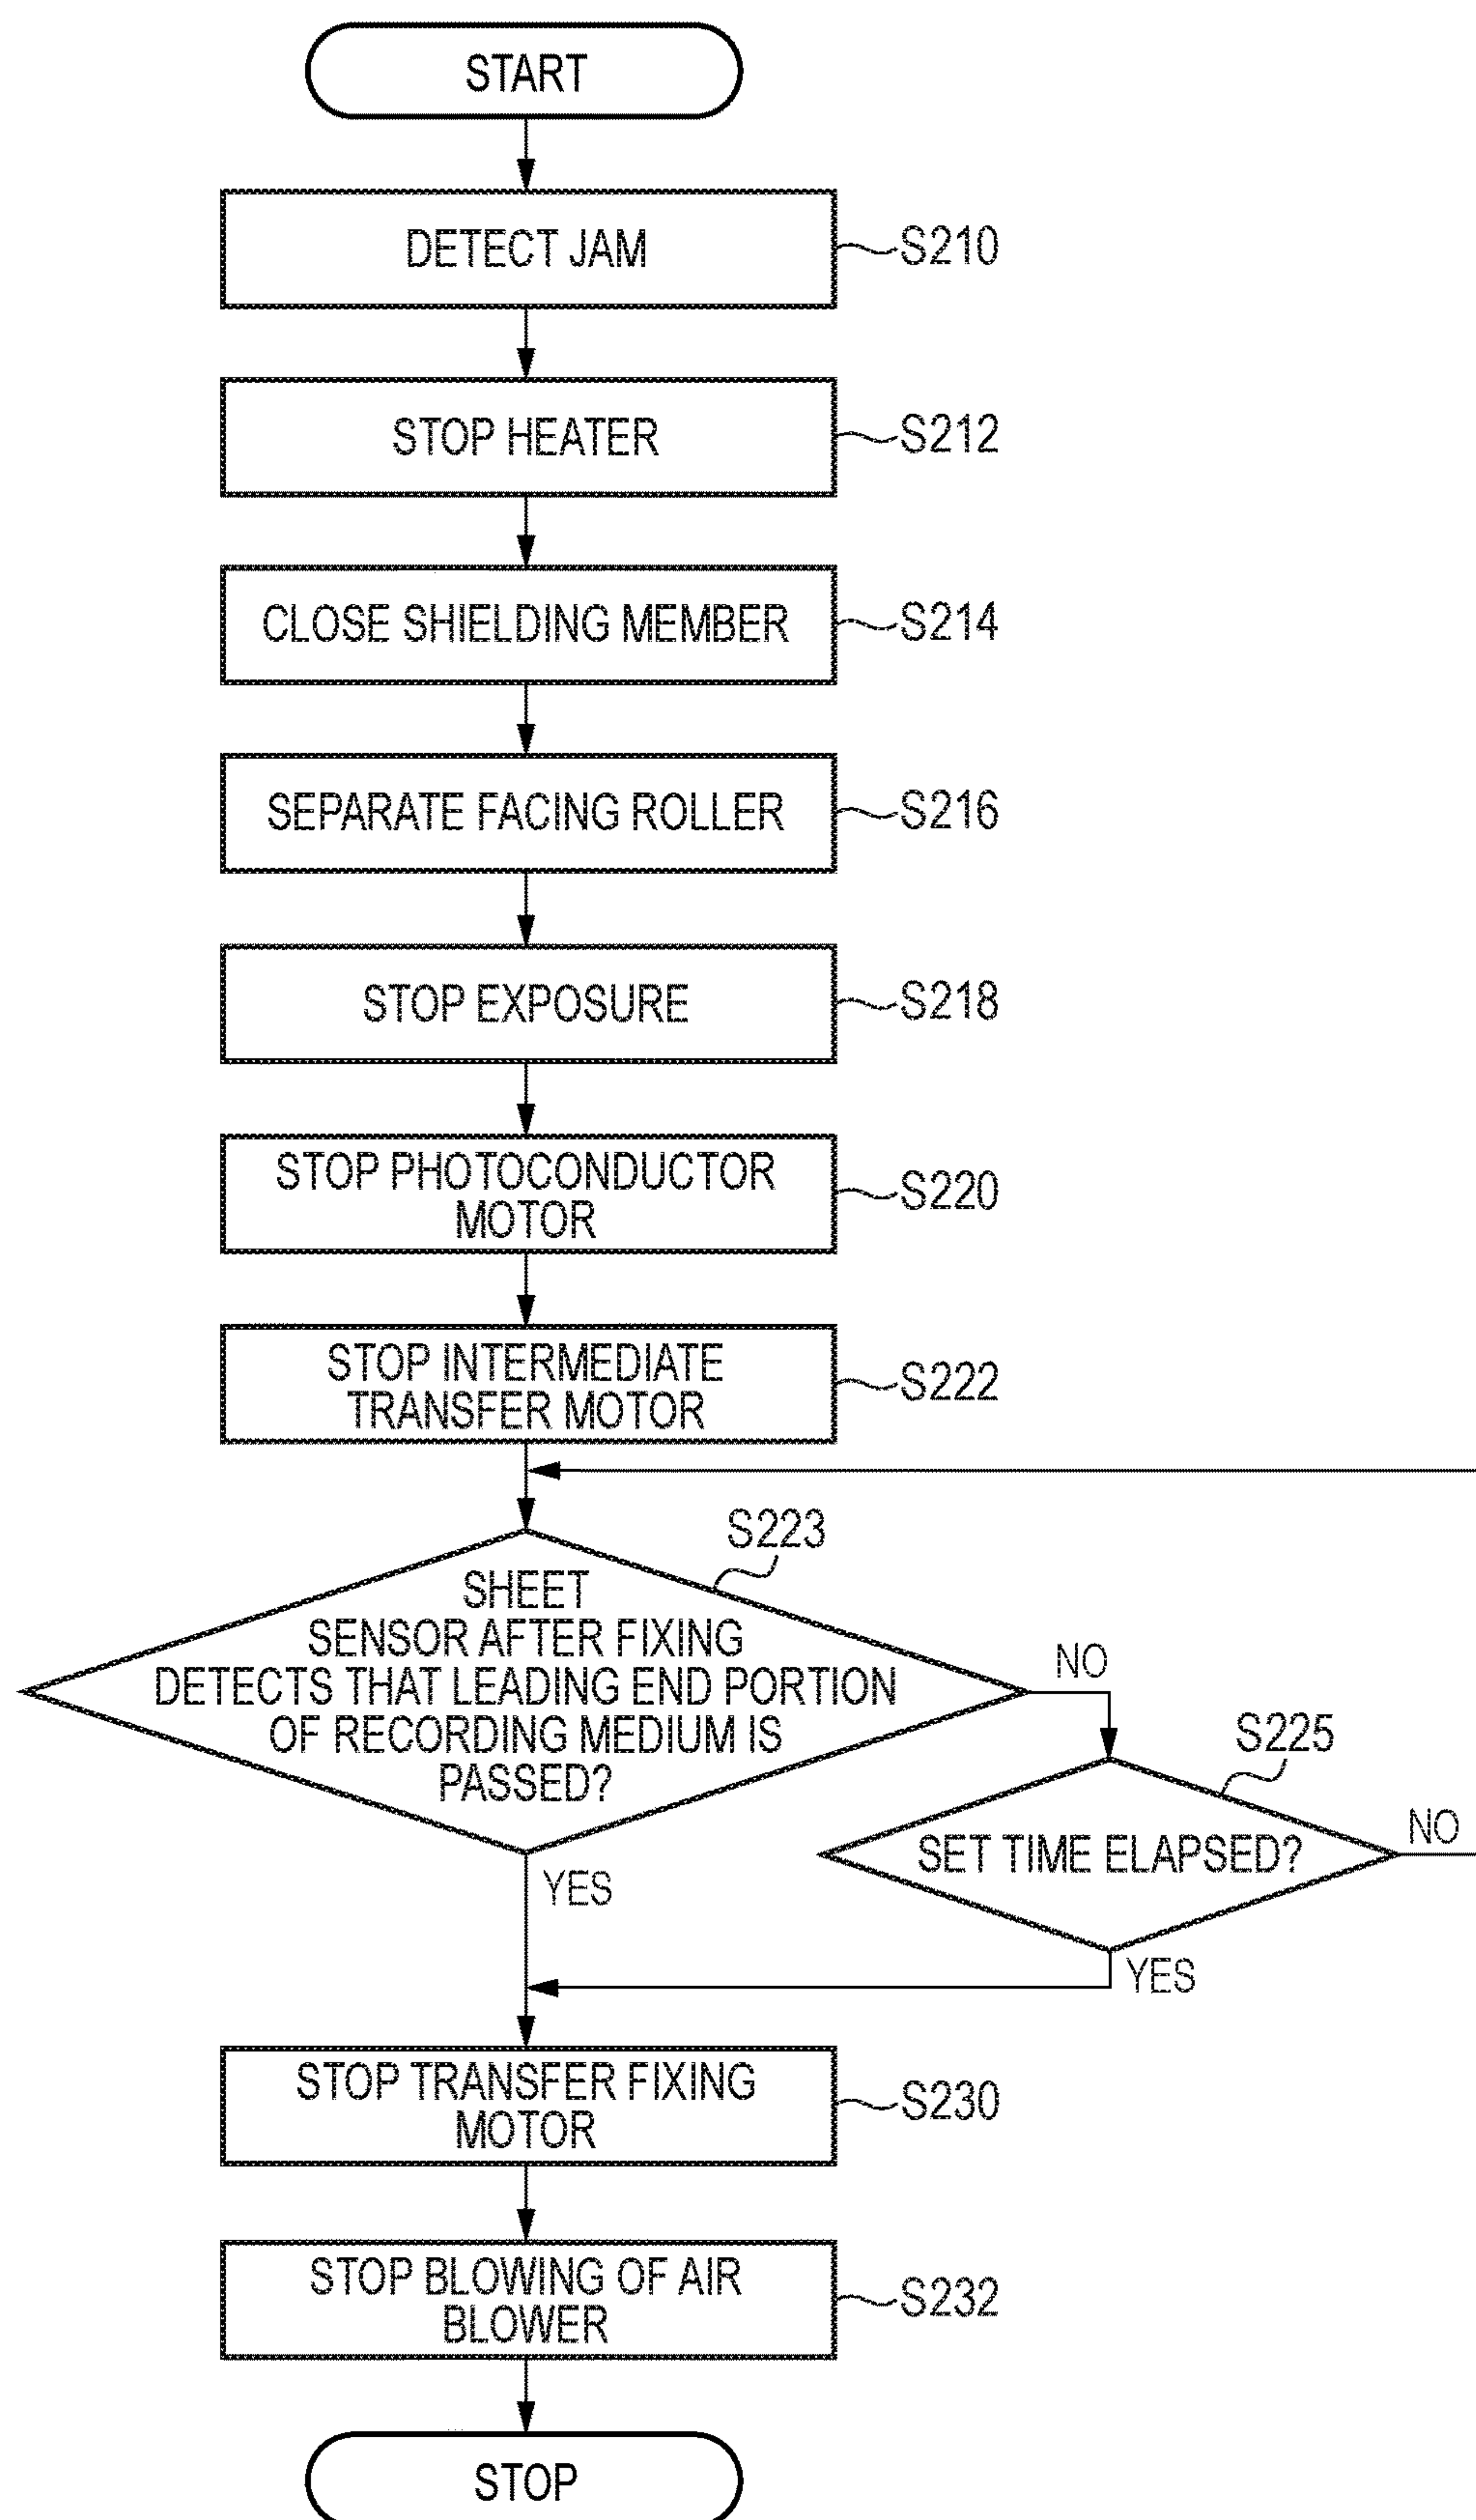 START
DETECT JAM
S210
STOP HEATER
S212
CLOSE SHIELDING MEMBER
S214
SEPARATE FACING ROLLER
S216
STOP EXPOSURE
S218
STOP PHOTOCONDUCTOR
MOTOR
S220
STOP INTERMEDIATE
TRANSFER MOTOR
S222
S223
SHEET
SENSOR AFTER FIXING
DETECTS THAT LEADING END PORTION
OF RECORDING MEDIUM IS
PASSED?
NO
S225
SET TIME ELAPSED?
NO
YES
YES
STOP TRANSFER FIXING
MOTOR
S230
STOP BLOWING OF AIR
BLOWER
S232
STOP